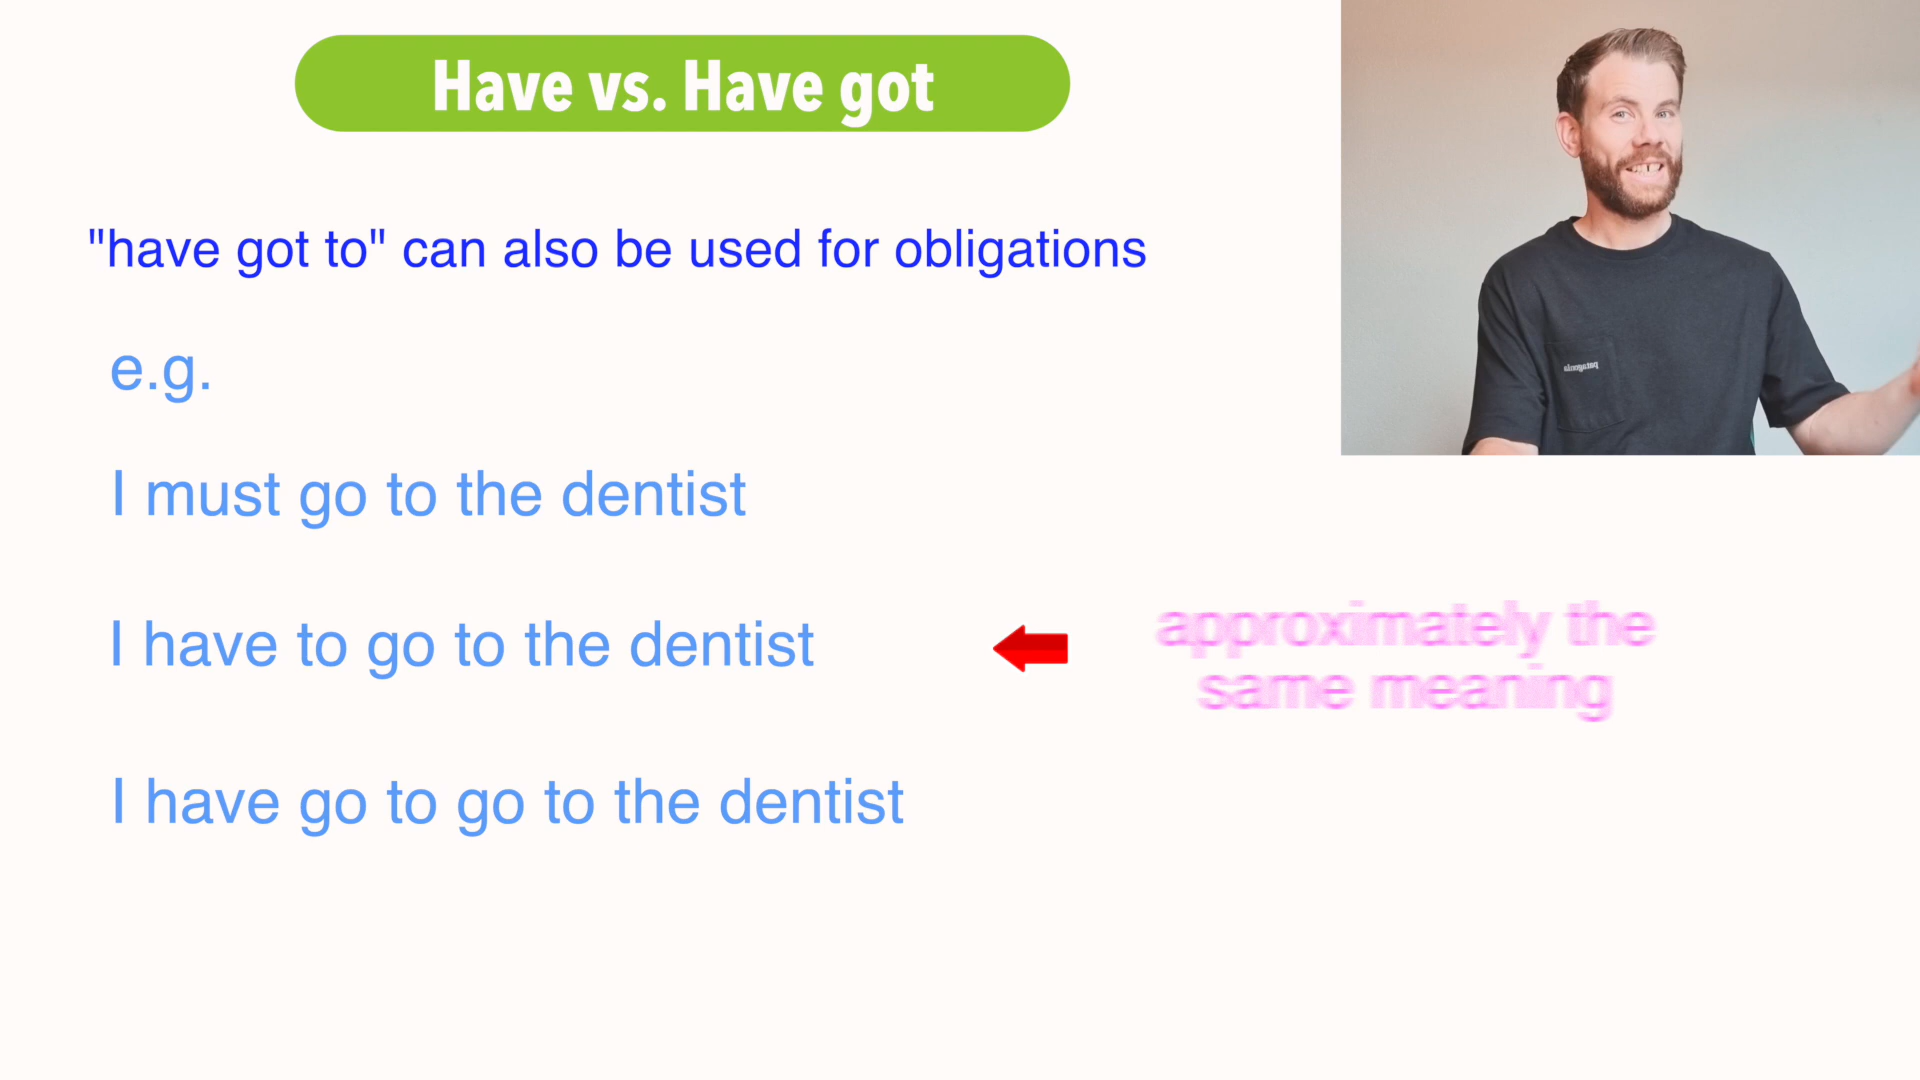 Have vs. Have got
"have got to" can also be used for obligations
e.g.
I must go to the dentist
I have to go to the dentist
approximately the
same meaning
I have go to go to the dentist
patagonia